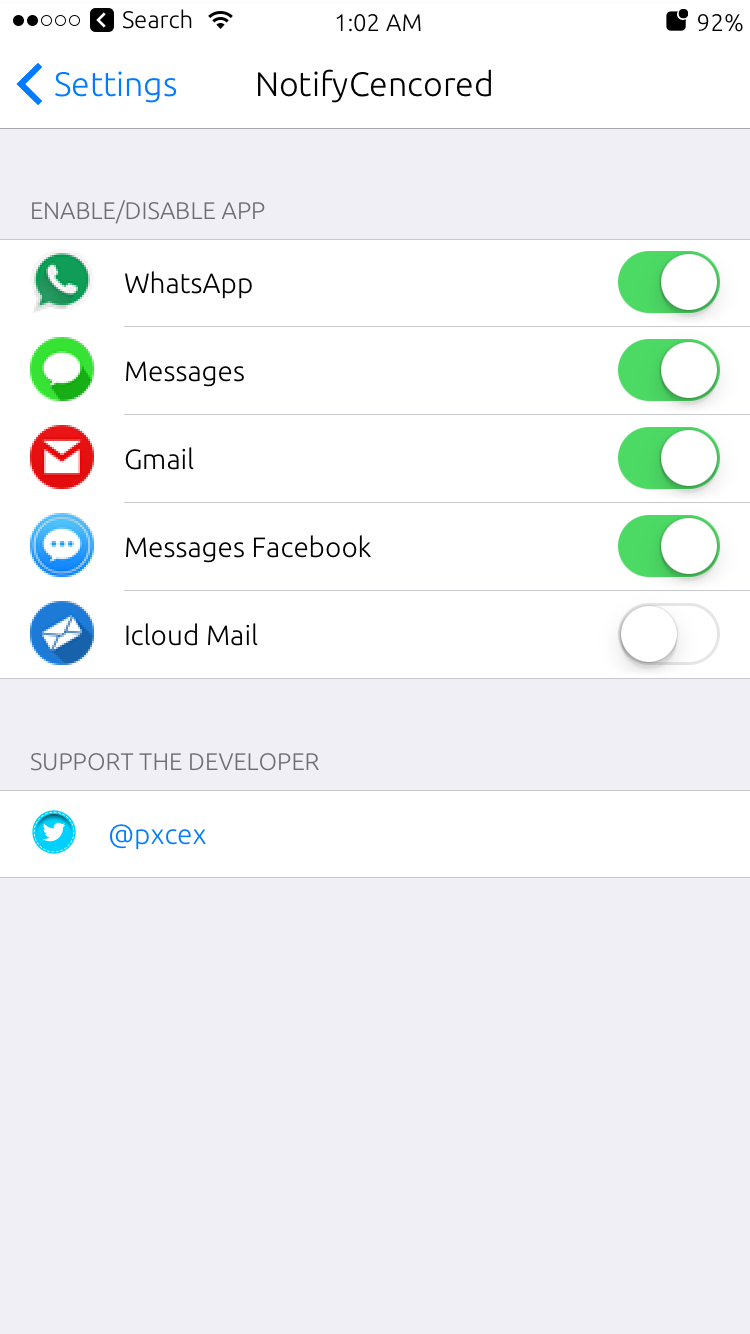 Search 1:02 AM 92%
Settings NotifyCencored
ENABLE/DISABLE APP
WhatsApp
Messages
Gmail
Messages Facebook
Icloud Mail
SUPPORT THE DEVELOPER
@pxcex